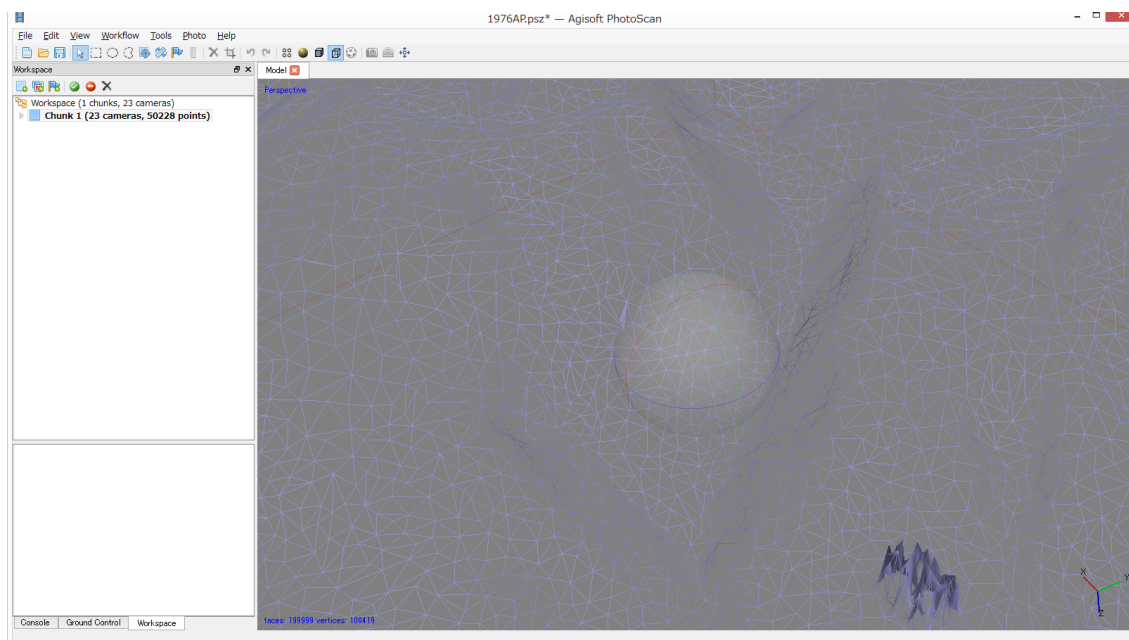 1976AP.psz* — Agisoft PhotoScan
File Edit View Workflow Tools Photo Help
Workspace
Model
Perspective
Workspace (1 chunks, 23 cameras)
Chunk 1 (23 cameras, 50228 points)
X
Y
Z
faces: 199999 vertices: 100419
Console Ground Control Workspace